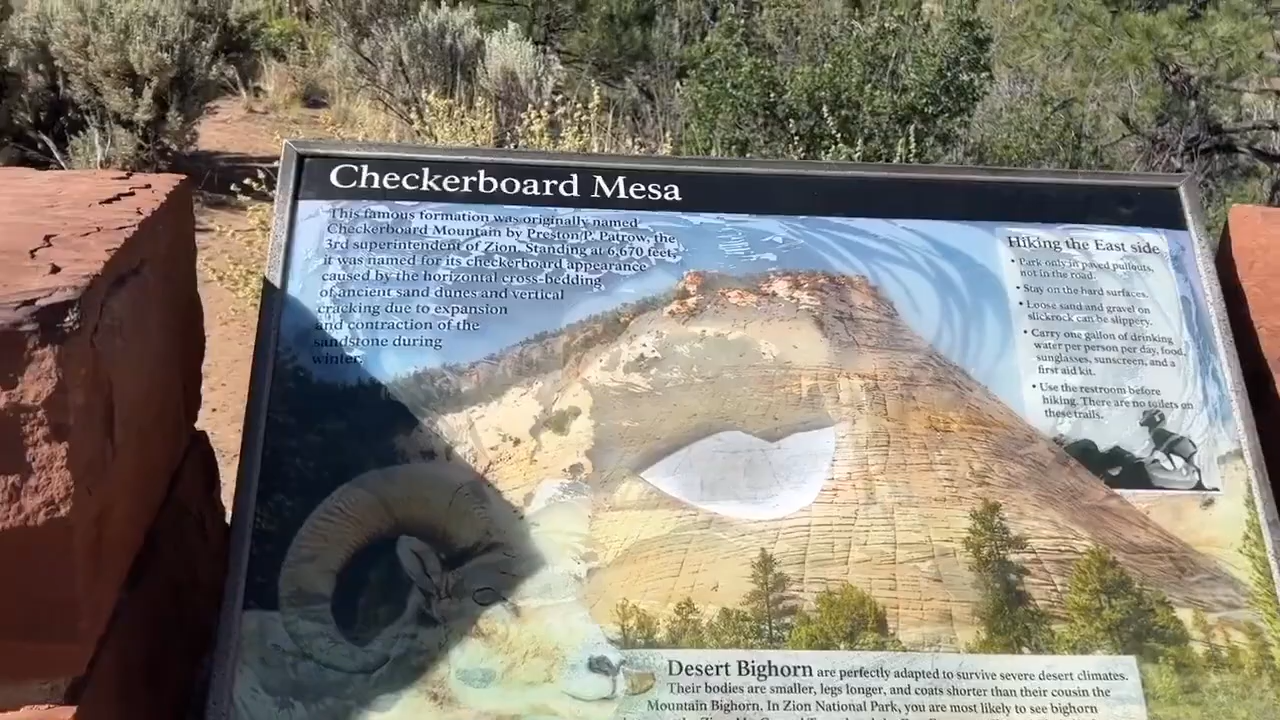 Checkerboard Mesa
This famous formation was originally named
Checkerboard Mountain by Preston P. Patrow, the
3rd superintendent of Zion. Standing at 6,670 feet,
it was named for its checkerboard appearance
caused by the horizontal cross-bedding
of ancient sand dunes and vertical
cracking due to expansion
and contraction of the
sandstone during
winter.
Hiking the East side
• Park only in paved pullouts,
not in the road.
• Stay on the hard surfaces.
• Loose sand and gravel on
slickrock can be slippery.
• Carry one gallon of drinking
water per person per day, food,
sunglasses, sunscreen, and a
first aid kit.
• Use the restroom before
hiking. There are no toilets on
these trails.
Desert Bighorn are perfectly adapted to survive severe desert climates.
Their bodies are smaller, legs longer, and coats shorter than their cousin the
Mountain Bighorn. In Zion National Park, you are most likely to see bighorn